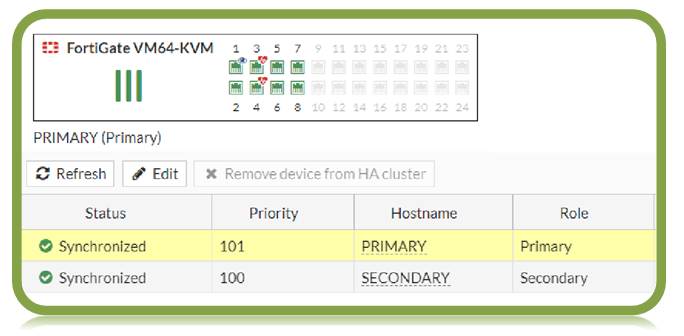 FortiGate VM64-KVM
1 3 5 7 9 11 13 15 17 19 21 23
2 4 6 8 10 12 14 16 18 20 22 24
PRIMARY (Primary)
Refresh Edit Remove device from HA cluster
Status Priority Hostname Role
Synchronized 101 PRIMARY Primary
Synchronized 100 SECONDARY Secondary